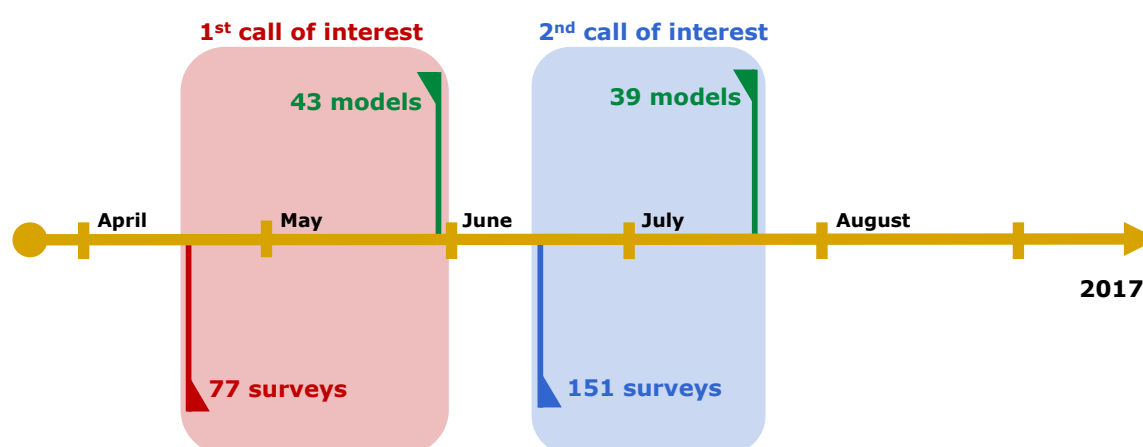 1st call of interest
2nd call of interest
43 models
39 models
April
May
June
July
August
2017
77 surveys
151 surveys